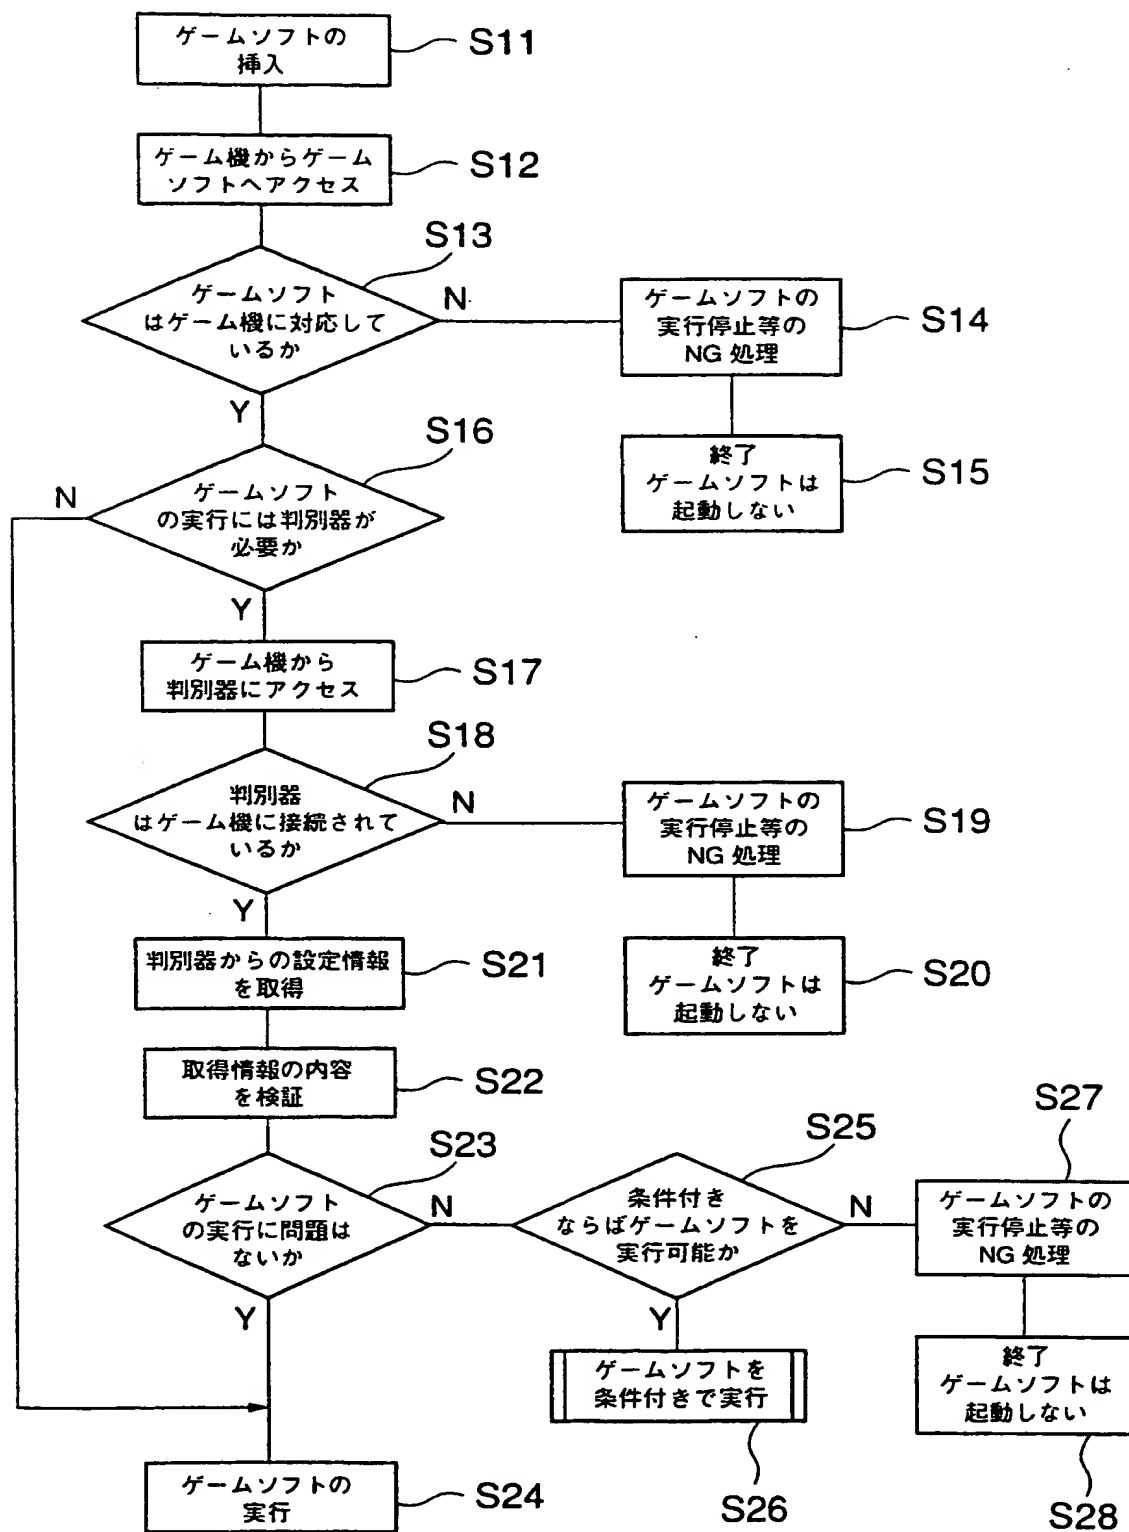 ゲームソフトの
挿入
S11
ゲーム機からゲーム
ソフトへアクセス
S12
S13
ゲームソフト
はゲーム機に対応して
いるか
N
Y
ゲームソフトの
実行停止等の
NG 処理
S14
終了
ゲームソフトは
起動しない
S15
S16
ゲームソフト
の実行には判別器が
必要か
N
Y
ゲーム機から
判別器にアクセス
S17
S18
判別器
はゲーム機に接続されて
いるか
N
Y
ゲームソフトの
実行停止等の
NG 処理
S19
終了
ゲームソフトは
起動しない
S20
判別器からの設定情報
を取得
S21
取得情報の内容
を検証
S22
S23
ゲームソフト
の実行に問題は
ないか
N
Y
S25
条件付き
ならばゲームソフトを
実行可能か
N
Y
S27
ゲームソフトの
実行停止等の
NG 処理
ゲームソフトを
条件付きで実行
S26
終了
ゲームソフトは
起動しない
S28
ゲームソフトの
実行
S24